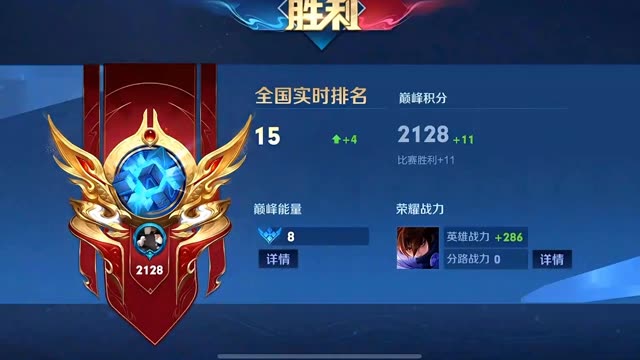 胜利
全国实时排名
巅峰积分
15
+4
2128 +11
比赛胜利+11
巅峰能量
荣耀战力
8
英雄战力 +286
详情
分路战力 0
详情
2128